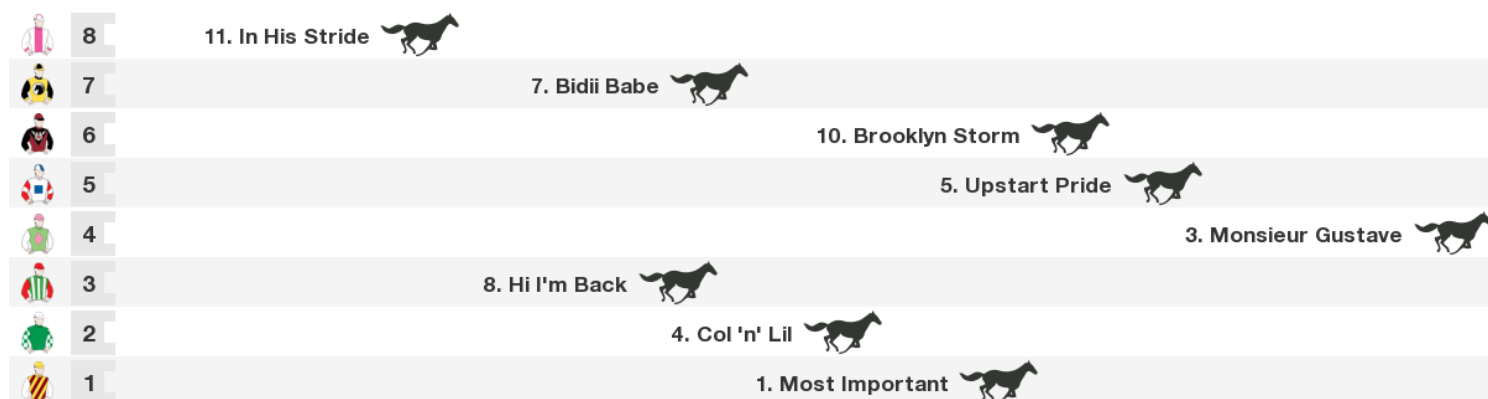 8 11. In His Stride
7 7. Bidii Babe
6 10. Brooklyn Storm
5 5. Upstart Pride
4 3. Monsieur Gustave
3 8. Hi I'm Back
2 4. Col 'n' Lil
1 1. Most Important